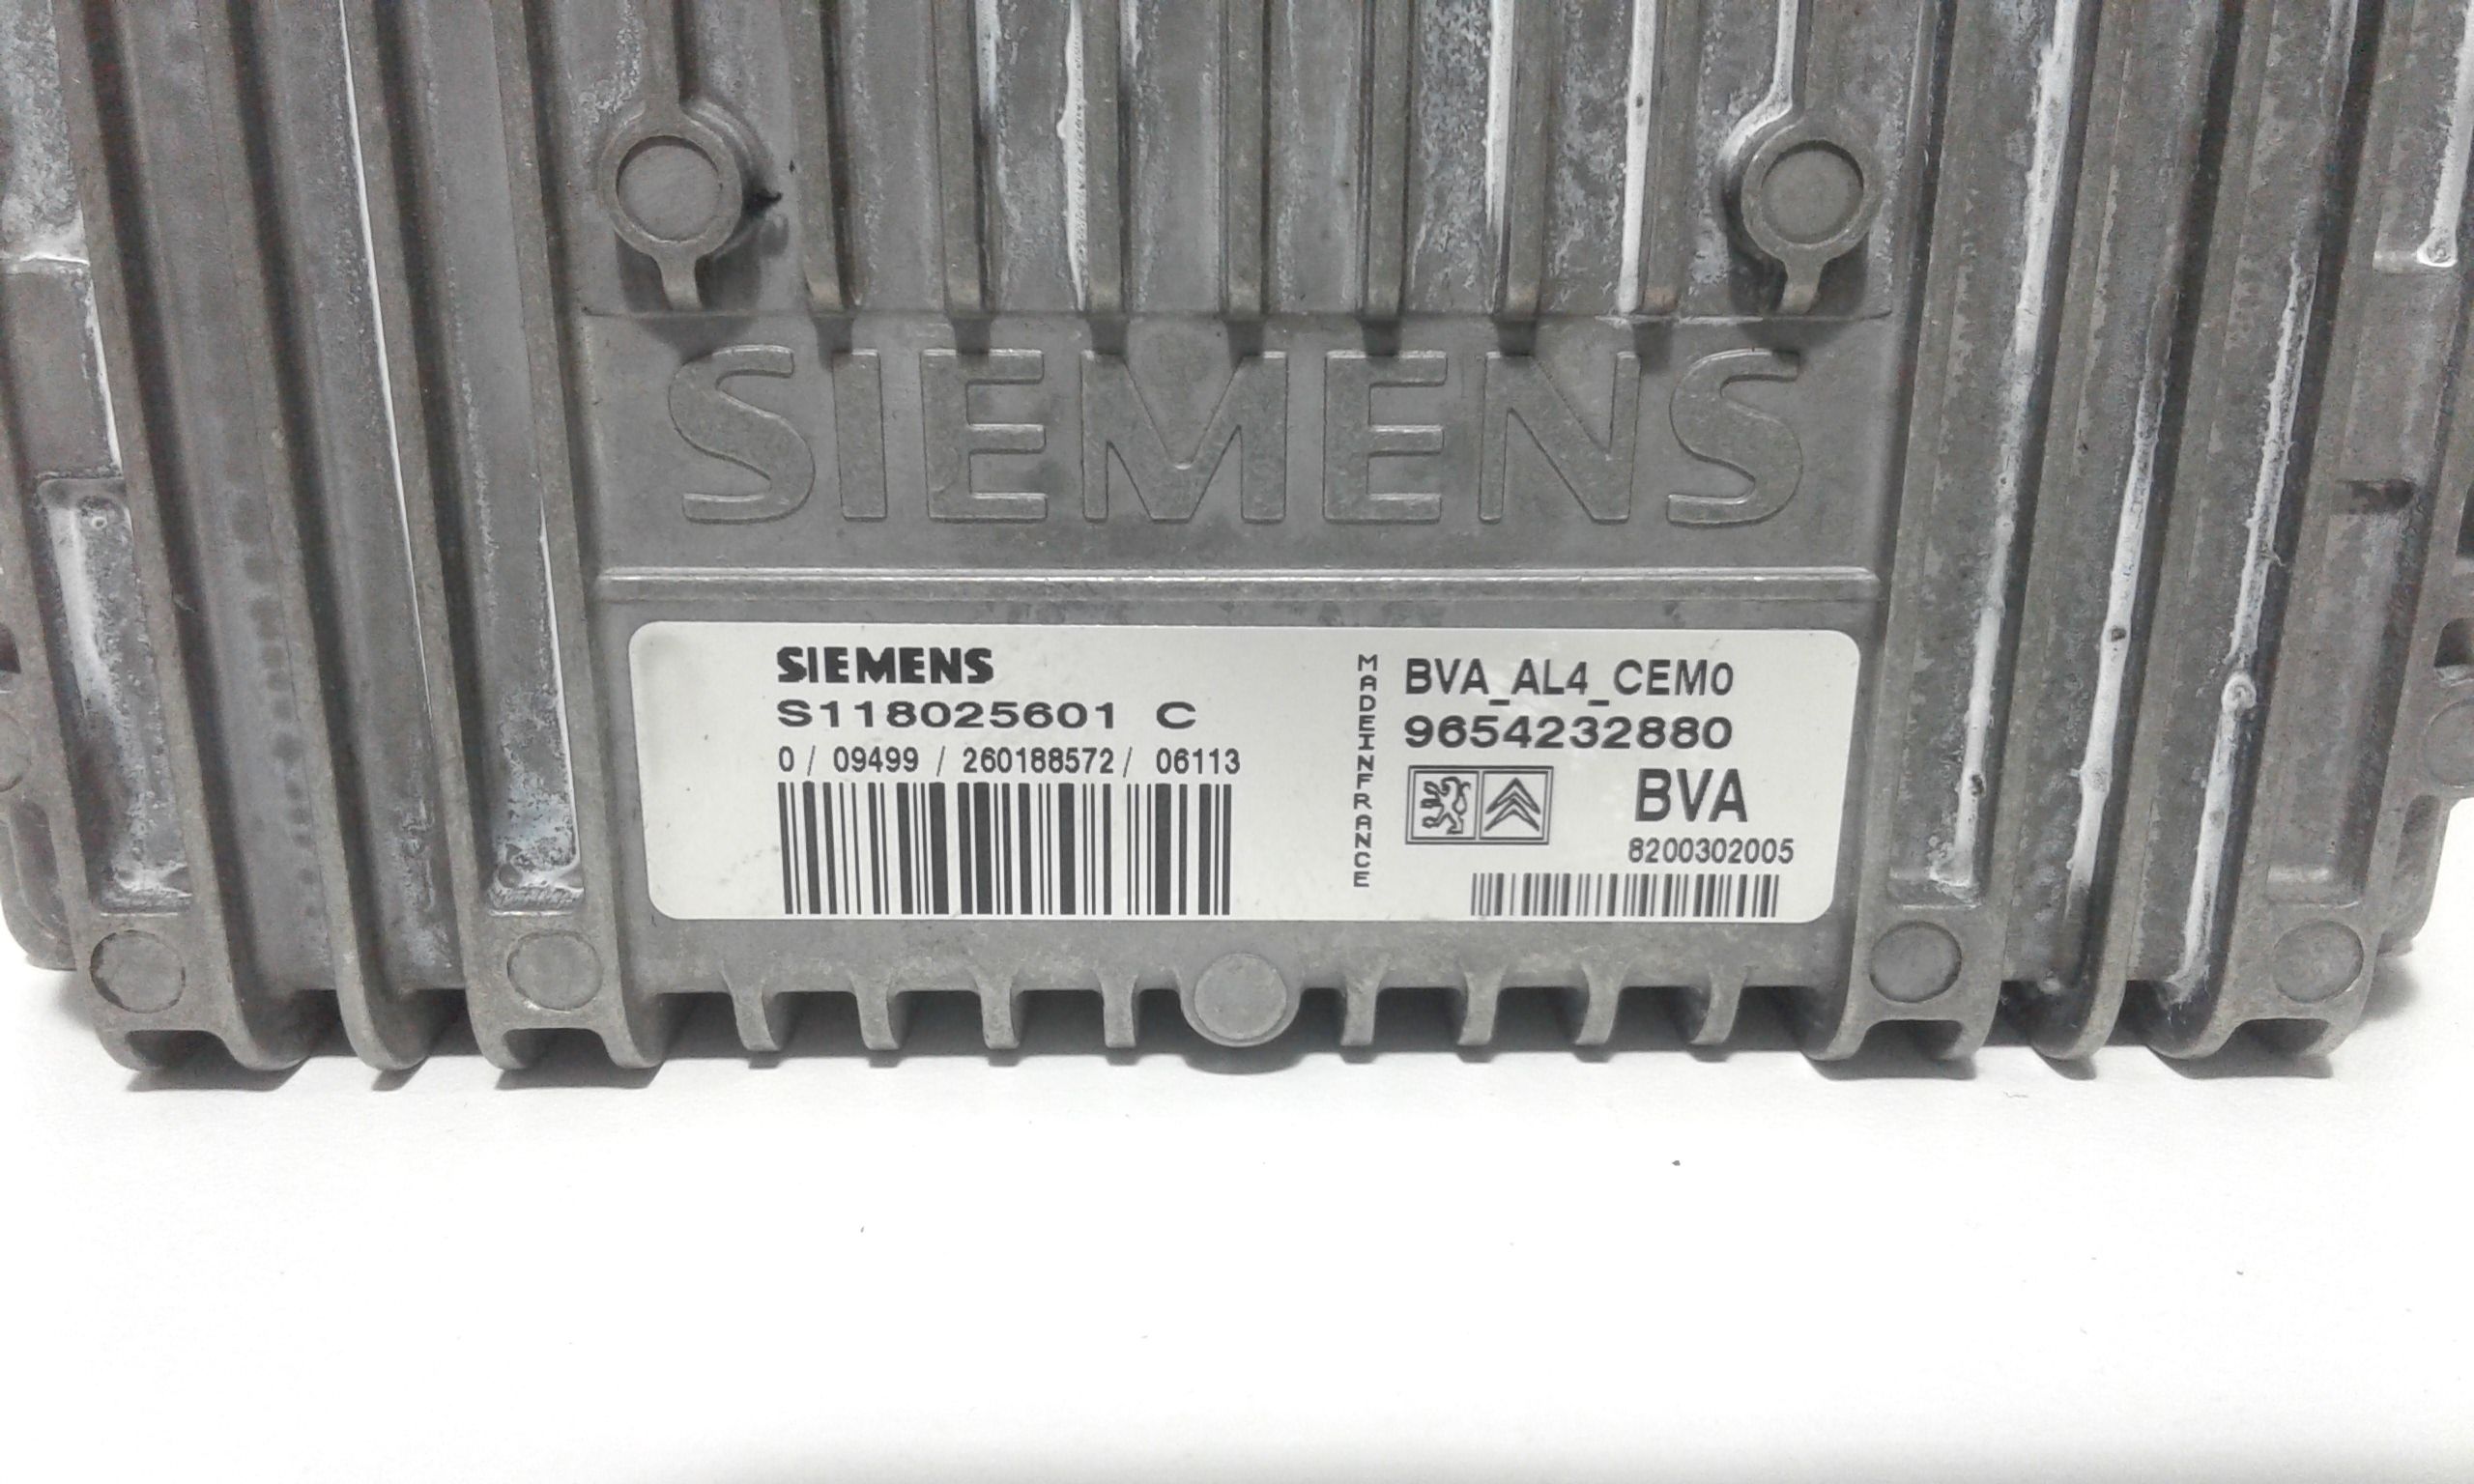 SIEMENS
SIEMENS
S118025601 C
0 / 09499 / 260188572 / 06113
MADEINFRANCE
BVA_AL4_CEM0
9654232880
BVA
8200302005